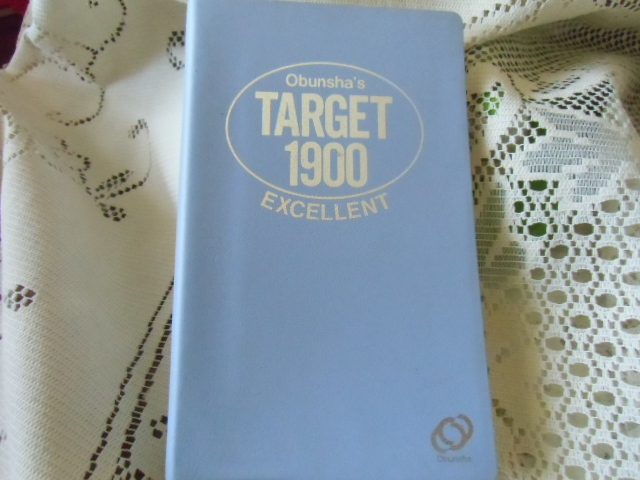 Obunsha's
TARGET
1900
EXCELLENT
Obunsha